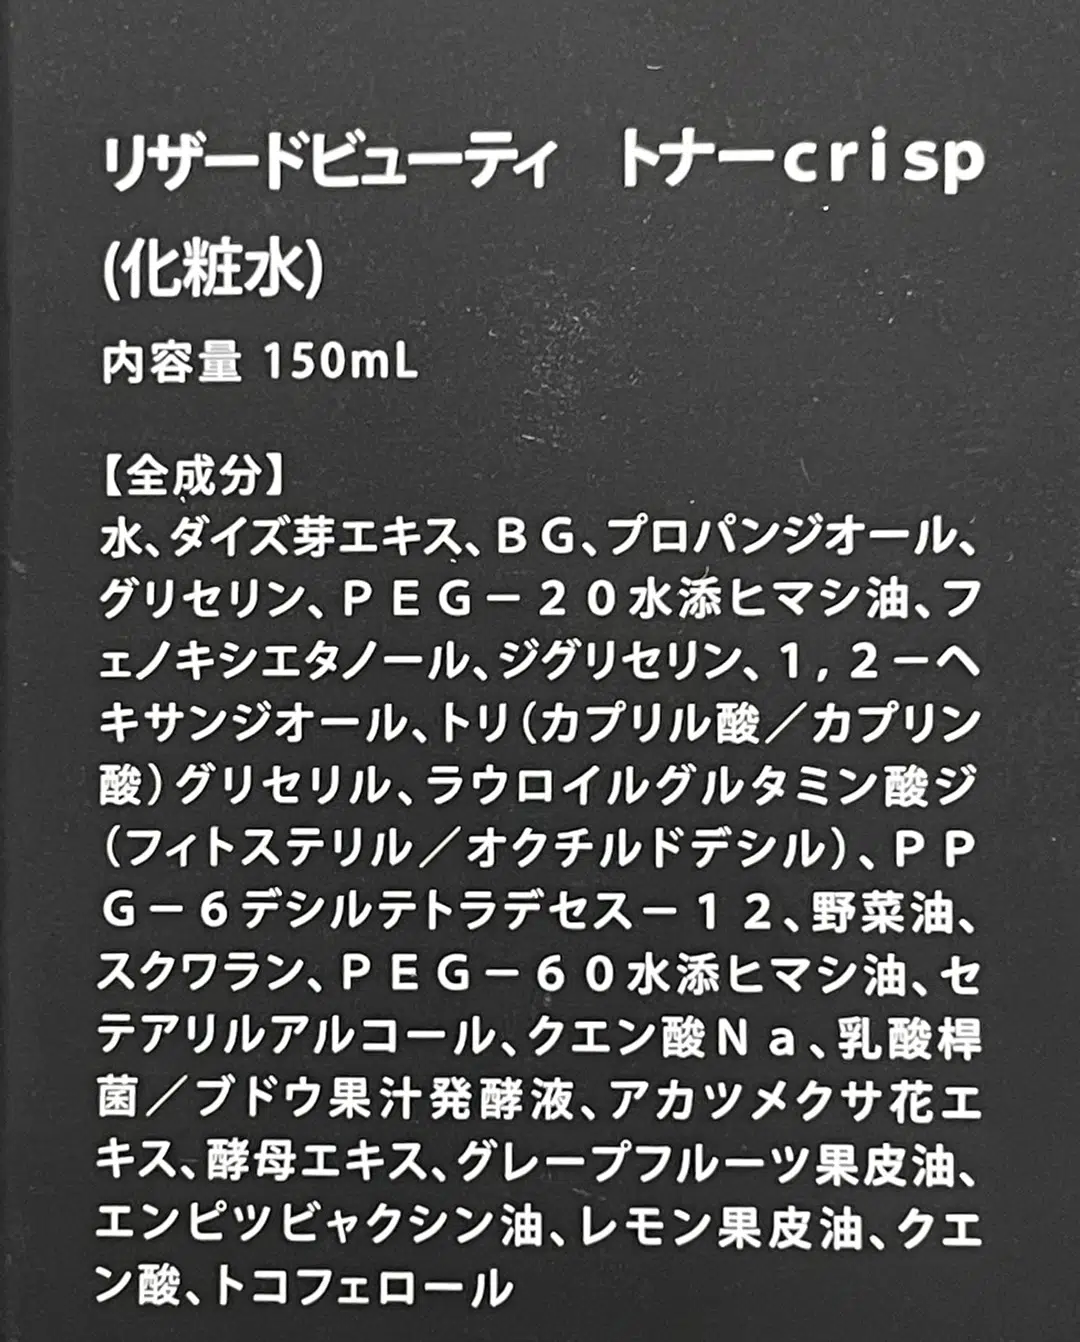 リザードビューティ　トナーcrisp
(化粧水)
内容量 150mL
【全成分】
水、ダイズ芽エキス、ＢＧ、プロパンジオール、
グリセリン、ＰＥＧ－２０水添ヒマシ油、フ
ェノキシエタノール、ジグリセリン、１，２－ヘ
キサンジオール、トリ（カプリル酸／カプリン
酸）グリセリル、ラウロイルグルタミン酸ジ
（フィトステリル／オクチルドデシル）、ＰＰ
Ｇ－６デシルテトラデセス－１２、野菜油、
スクワラン、ＰＥＧ－６０水添ヒマシ油、セ
テアリルアルコール、クエン酸Ｎａ、乳酸桿
菌／ブドウ果汁発酵液、アカツメクサ花エ
キス、酵母エキス、グレープフルーツ果皮油、
エンピツビャクシン油、レモン果皮油、クエ
ン酸、トコフェロール